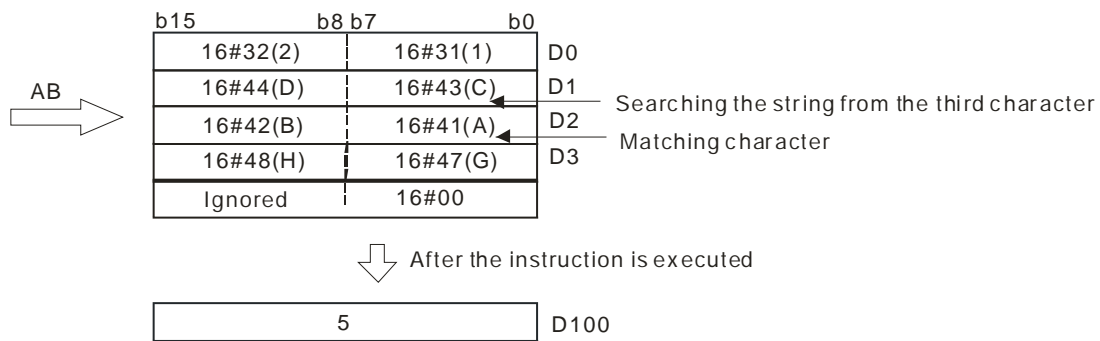 b15 b8 b7 b0
16#32(2) 16#31(1) D0
AB 16#44(D) 16#43(C) D1
Searching the string from the third character
16#42(B) 16#41(A) D2
Matching character
16#48(H) 16#47(G) D3
Ignored 16#00
After the instruction is executed
5 D100